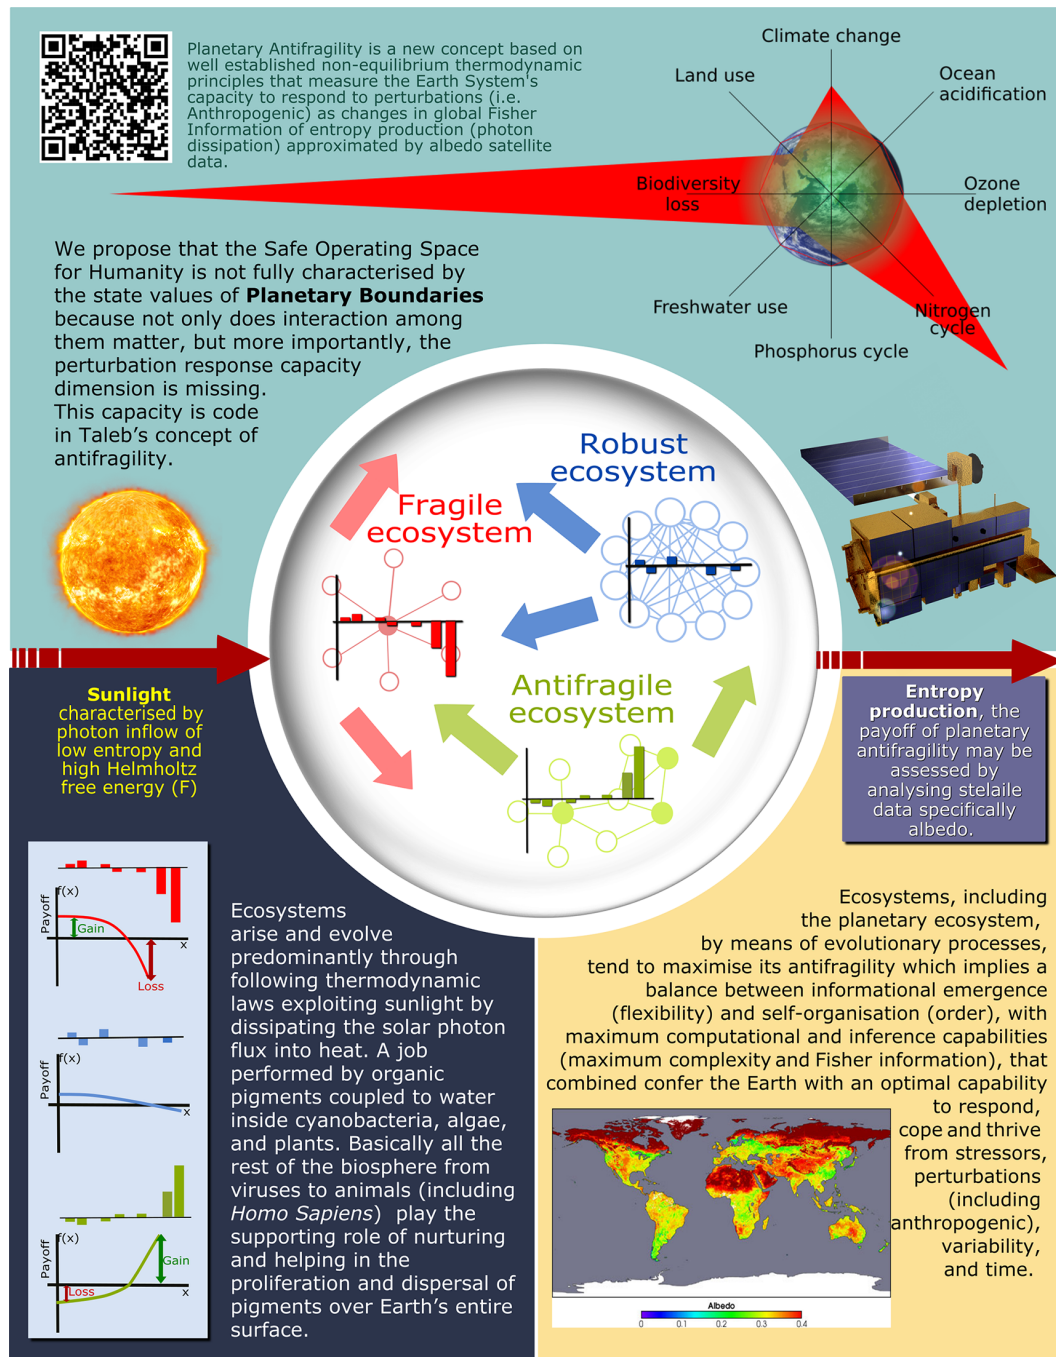 Planetary Antifragility is a new concept based on
well established non-equilibrium thermodynamic
principles that measure the Earth System's
capacity to respond to perturbations (i.e.
Anthropogenic) as changes in global Fisher
Information of entropy production (photon
dissipation) approximated by albedo satellite
data.
Climate change
Land use
Ocean
acidification
Biodiversity
loss
Ozone
depletion
Freshwater use
Nitrogen
cycle
Phosphorus cycle
We propose that the Safe Operating Space
for Humanity is not fully characterised by
the state values of Planetary Boundaries
because not only does interaction among
them matter, but more importantly, the
perturbation response capacity
dimension is missing.
This capacity is code
in Taleb's concept of
antifragility.
Robust
ecosystem
Fragile
ecosystem
Antifragile
ecosystem
Sunlight
characterised by
photon inflow of
low entropy and
high Helmholtz
free energy (F)
Entropy
production, the
payoff of planetary
antifragility may be
assessed by
analysing stelaile
data specifically
albedo.
f(x)
Payoff
Gain
x
Loss
f(x)
Payoff
x
f(x)
Payoff
Gain
Loss
x
Ecosystems
arise and evolve
predominantly through
following thermodynamic
laws exploiting sunlight by
dissipating the solar photon
flux into heat. A job
performed by organic
pigments coupled to water
inside cyanobacteria, algae,
and plants. Basically all the
rest of the biosphere from
viruses to animals (including
Homo Sapiens) play the
supporting role of nurturing
and helping in the
proliferation and dispersal of
pigments over Earth's entire
surface.
Ecosystems, including
the planetary ecosystem,
by means of evolutionary processes,
tend to maximise its antifragility which implies a
balance between informational emergence
(flexibility) and self-organisation (order), with
maximum computational and inference capabilities
(maximum complexity and Fisher information), that
combined confer the Earth with an optimal capability
to respond,
cope and thrive
from stressors,
perturbations
(including
anthropogenic),
variability,
and time.
Albedo
0 0.1 0.2 0.3 0.4